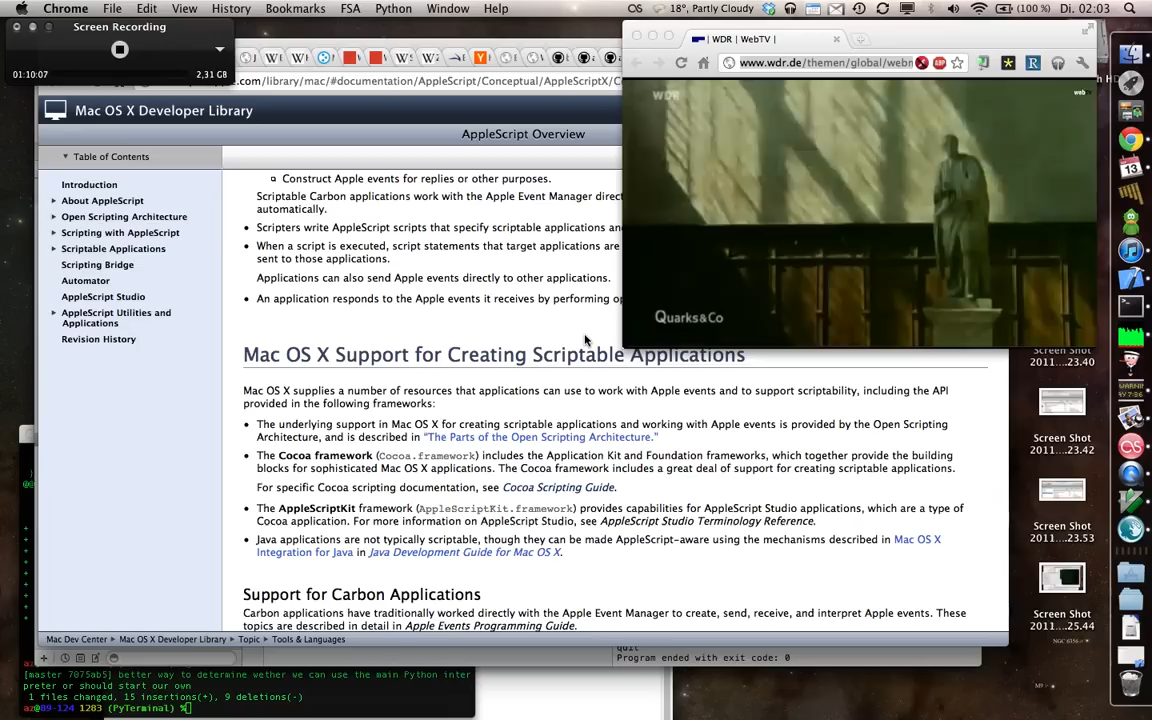 Chrome File Edit View History Bookmarks FSA Python Window Help
18°, Partly Cloudy (100 %) Di. 02:03
Screen Recording
01:10:07 2,31 GB
| WDR | WebTV |
.com/library/mac/#documentation/AppleScript/Conceptual/AppleScriptX/C
www.wdr.de/themen/global/webn
Mac OS X Developer Library
AppleScript Overview
WDR
web
Quarks&Co
Table of Contents
Introduction
About AppleScript
Open Scripting Architecture
Scripting with AppleScript
Scriptable Applications
Scripting Bridge
Automator
AppleScript Studio
AppleScript Utilities and
Applications
Revision History
Construct Apple events for replies or other purposes.
Scriptable Carbon applications work with the Apple Event Manager direc
automatically.
Scripters write AppleScript scripts that specify scriptable applications and
When a script is executed, script statements that target applications are
sent to those applications.
Applications can also send Apple events directly to other applications.
An application responds to the Apple events it receives by performing op
Mac OS X Support for Creating Scriptable Applications
Mac OS X supplies a number of resources that applications can use to work with Apple events and to support scriptability, including the API
provided in the following frameworks:
The underlying support in Mac OS X for creating scriptable applications and working with Apple events is provided by the Open Scripting
Architecture, and is described in “The Parts of the Open Scripting Architecture.”
The Cocoa framework (Cocoa.framework) includes the Application Kit and Foundation frameworks, which together provide the building
blocks for sophisticated Mac OS X applications. The Cocoa framework includes a great deal of support for creating scriptable applications.
For specific Cocoa scripting documentation, see Cocoa Scripting Guide.
The AppleScriptKit framework (AppleScriptKit.framework) provides capabilities for AppleScript Studio applications, which are a type of
Cocoa application. For more information on AppleScript Studio, see AppleScript Studio Terminology Reference.
Java applications are not typically scriptable, though they can be made AppleScript-aware using the mechanisms described in Mac OS X
Integration for Java in Java Development Guide for Mac OS X.
Support for Carbon Applications
Carbon applications have traditionally worked directly with the Apple Event Manager to create, send, receive, and interpret Apple events. These
topics are described in detail in Apple Events Programming Guide.
Mac Dev Center Mac OS X Developer Library Topic Tools & Languages
quit
Program ended with exit code: 0
[master 7075ab5] better way to determine wether we can use the main Python inter
preter or should start our own
1 files changed, 15 insertions(+), 9 deletions(-)
az@89-124 1283 (PyTerminal) %
Screen Shot
2011....23.40
Screen Shot
2011....23.42
Screen Shot
2011....23.53
Screen Shot
2011....25.44